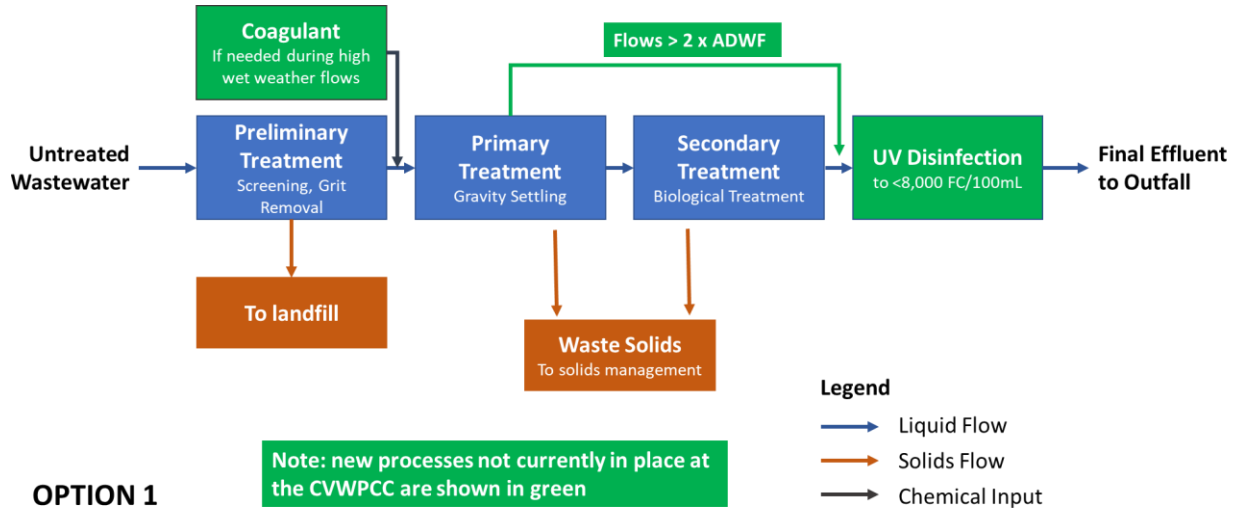 Coagulant
If needed during high
wet weather flows
Flows > 2 x ADWF
Untreated
Wastewater
Preliminary
Treatment
Screening, Grit
Removal
Primary
Treatment
Gravity Settling
Secondary
Treatment
Biological Treatment
UV Disinfection
to <8,000 FC/100mL
Final Effluent
to Outfall
To landfill
Waste Solids
To solids management
Legend
Liquid Flow
Solids Flow
Chemical Input
Note: new processes not currently in place at
the CVWPCC are shown in green
OPTION 1